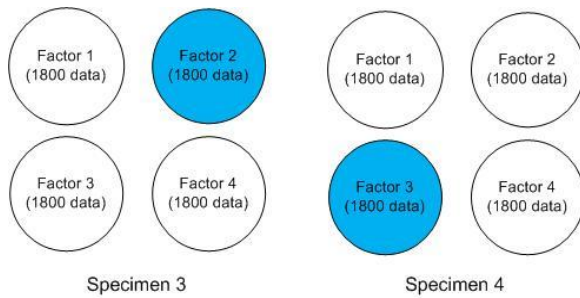 Factor 1
(1800 data)
Factor 2
(1800 data)
Factor 3
(1800 data)
Factor 4
(1800 data)
Specimen 3
Factor 1
(1800 data)
Factor 2
(1800 data)
Factor 3
(1800 data)
Factor 4
(1800 data)
Specimen 4